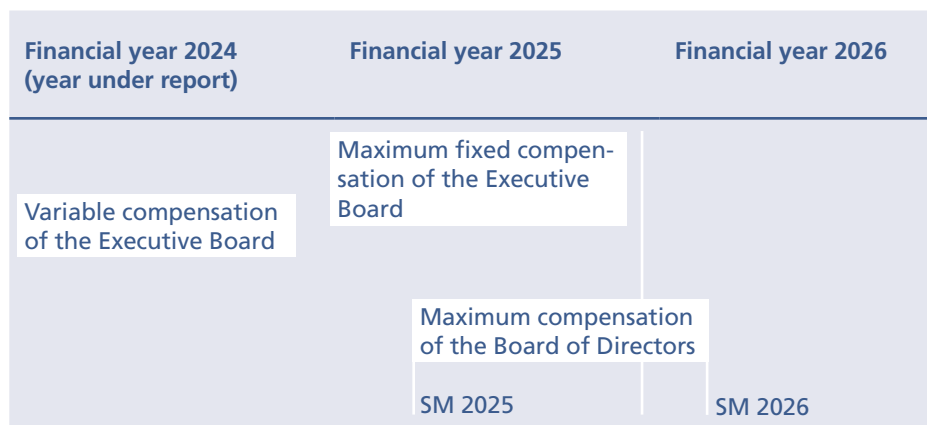 Financial year 2024
(year under report)
Financial year 2025
Financial year 2026
Maximum fixed compen-
sation of the Executive
Board
Variable compensation
of the Executive Board
Maximum compensation
of the Board of Directors
SM 2025
SM 2026